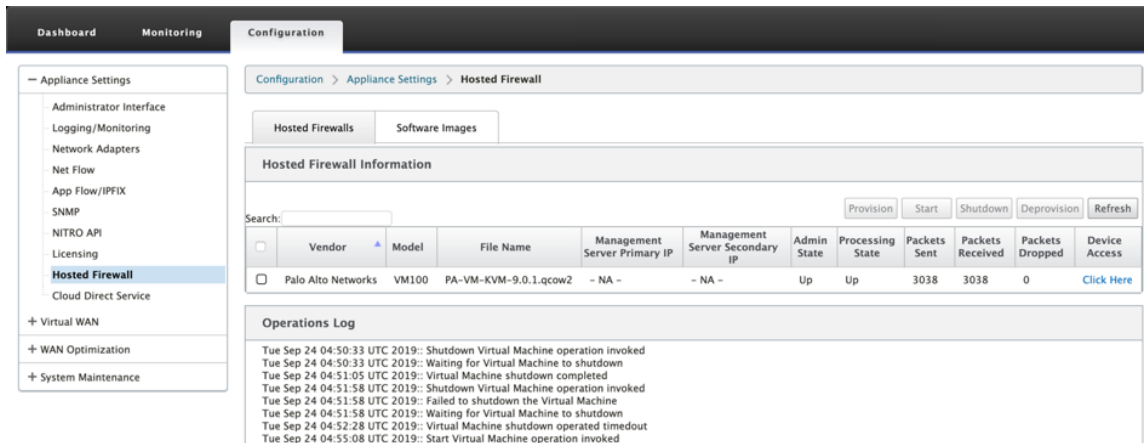 Dashboard Monitoring Configuration
− Appliance Settings
Administrator Interface
Logging/Monitoring
Network Adapters
Net Flow
App Flow/IPFIX
SNMP
NITRO API
Licensing
Hosted Firewall
Cloud Direct Service
+ Virtual WAN
+ WAN Optimization
+ System Maintenance
Configuration > Appliance Settings > Hosted Firewall
Hosted Firewalls Software Images
Hosted Firewall Information
Provision Start Shutdown Deprovision Refresh
Search:
Vendor Model File Name Management Server Primary IP Management Server Secondary IP Admin State Processing State Packets Sent Packets Received Packets Dropped Device Access
Palo Alto Networks VM100 PA-VM-KVM-9.0.1.qcow2 - NA - - NA - Up Up 3038 3038 0 Click Here
Operations Log
Tue Sep 24 04:50:33 UTC 2019:: Shutdown Virtual Machine operation invoked
Tue Sep 24 04:50:33 UTC 2019:: Waiting for Virtual Machine to shutdown
Tue Sep 24 04:51:05 UTC 2019:: Virtual Machine shutdown completed
Tue Sep 24 04:51:58 UTC 2019:: Shutdown Virtual Machine operation invoked
Tue Sep 24 04:51:58 UTC 2019:: Failed to shutdown the Virtual Machine
Tue Sep 24 04:51:58 UTC 2019:: Waiting for Virtual Machine to shutdown
Tue Sep 24 04:52:28 UTC 2019:: Virtual Machine shutdown operated timedout
Tue Sep 24 04:55:08 UTC 2019:: Start Virtual Machine operation invoked